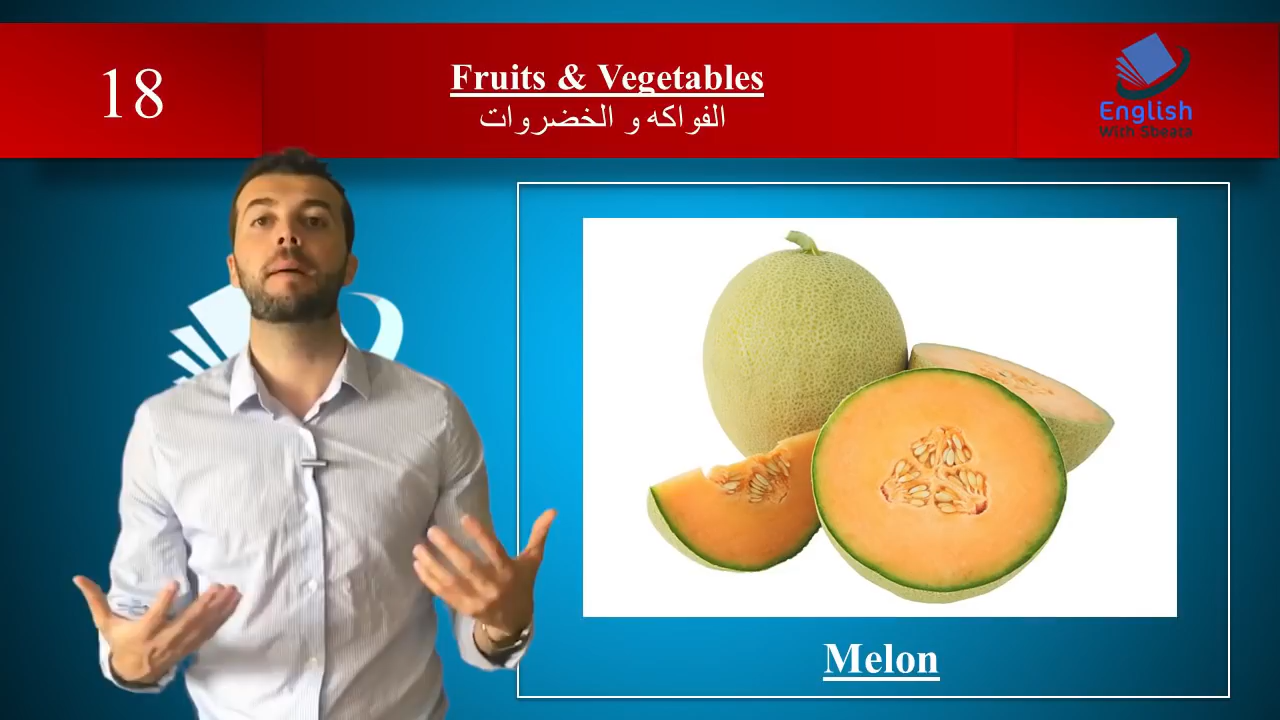 18
Fruits & Vegetables
الفواكه و الخضروات
English
With Sbeata
Melon